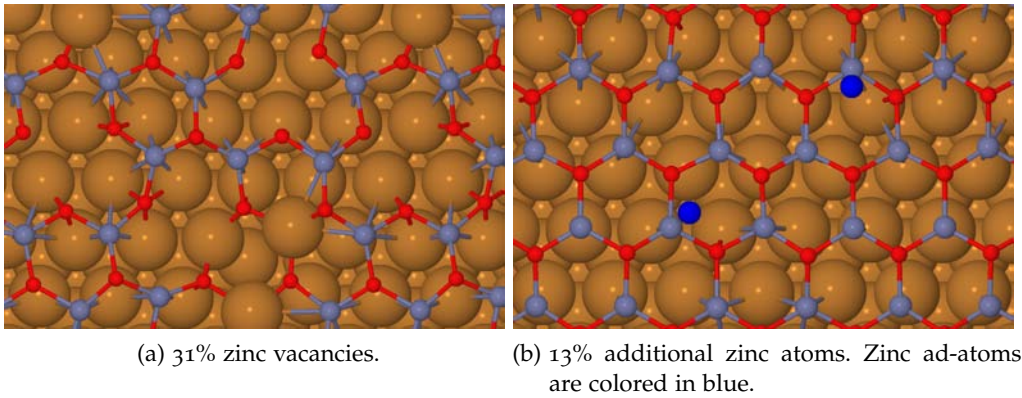 (a) 31% zinc vacancies.
(b) 13% additional zinc atoms. Zinc ad-atoms
are colored in blue.